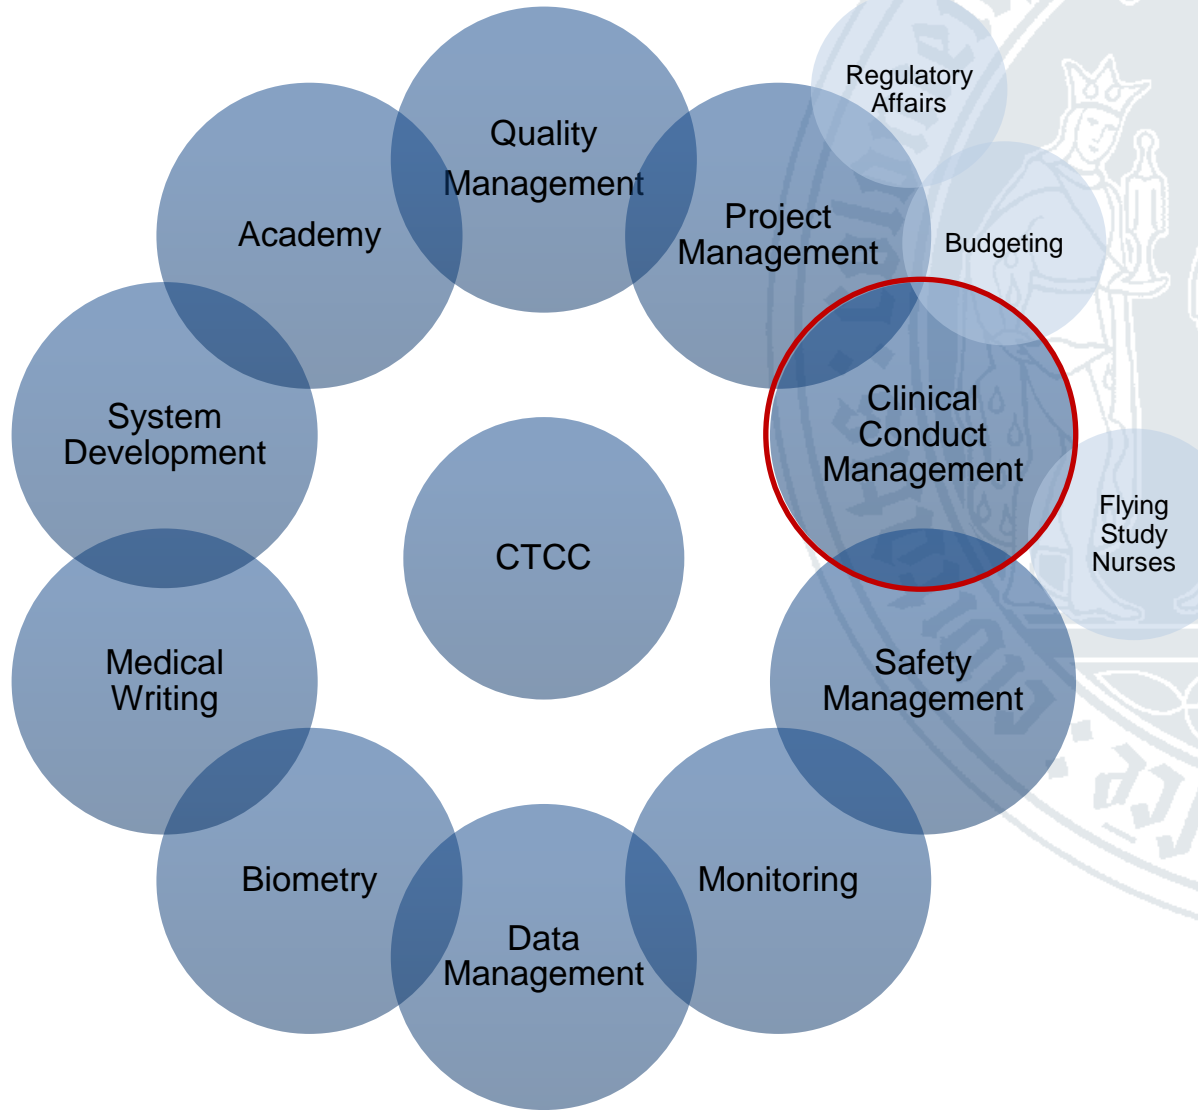 Regulatory
Affairs
Quality
Management
Project
Management
Budgeting
Academy
Clinical
Conduct
Management
System
Development
Flying
Study
Nurses
CTCC
Medical
Writing
Safety
Management
Biometry
Monitoring
Data
Management